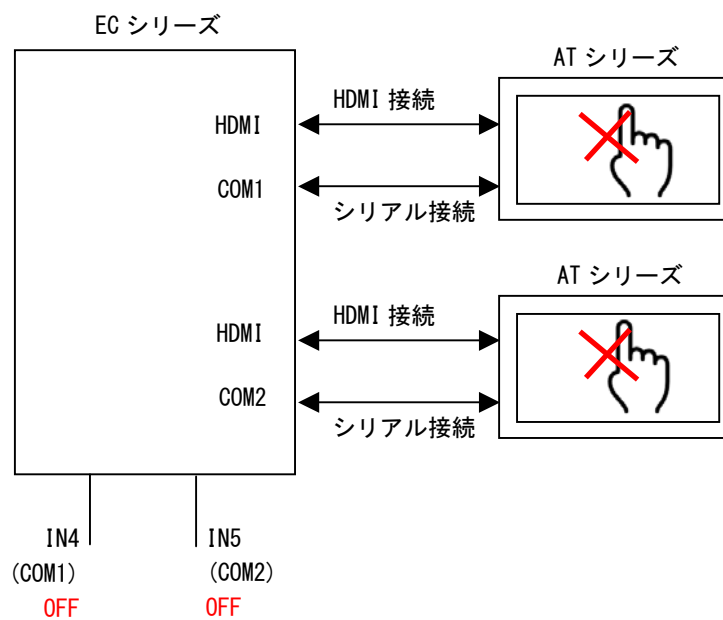 EC シリーズ
AT シリーズ
HDMI 接続
HDMI
COM1
シリアル接続
AT シリーズ
HDMI 接続
HDMI
COM2
シリアル接続
IN4
(COM1)
OFF
IN5
(COM2)
OFF